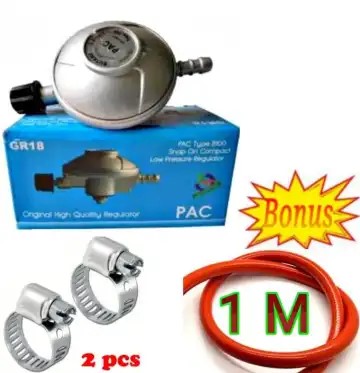 PAC
GR18
PAC Type B100
Snap-On Compact
Low Pressure Regulator
Original High Quality Regulator
PAC
Bonus
2 pcs
1 M